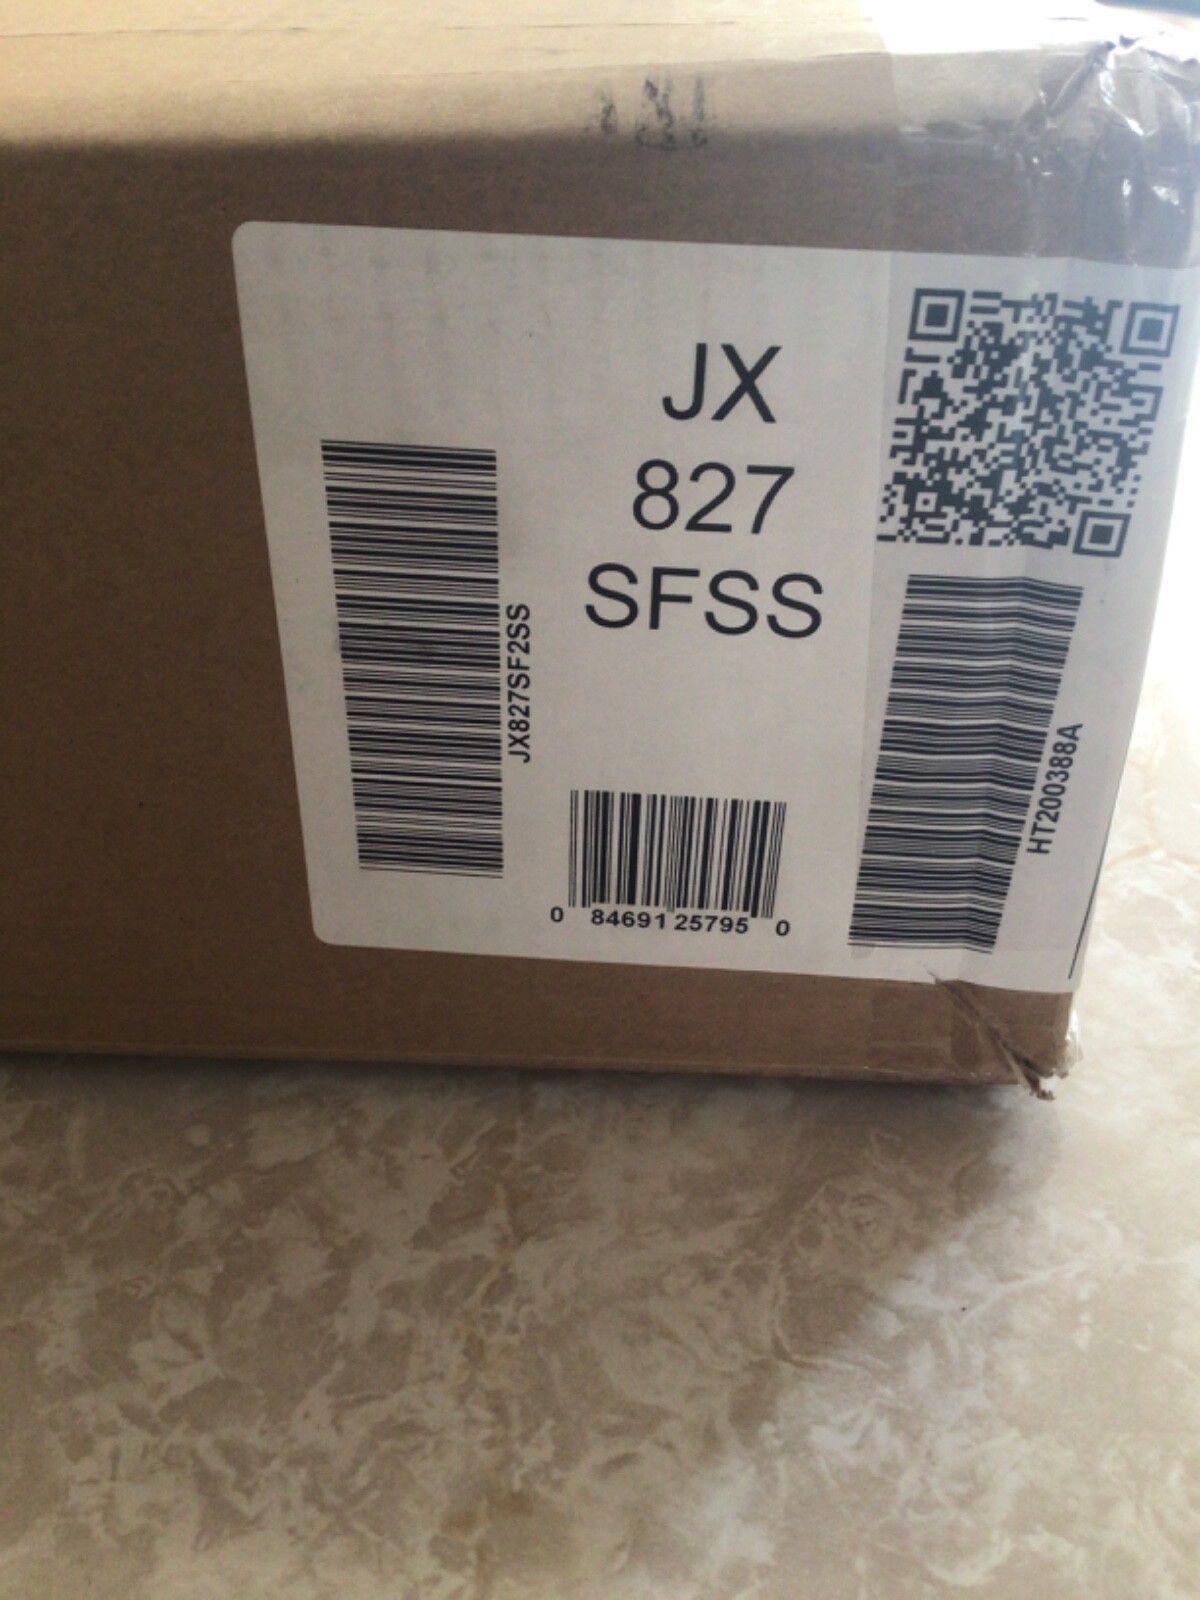 JX
827
SFSS
JX827SF2SS
0 84691 25795 0
HT200388A